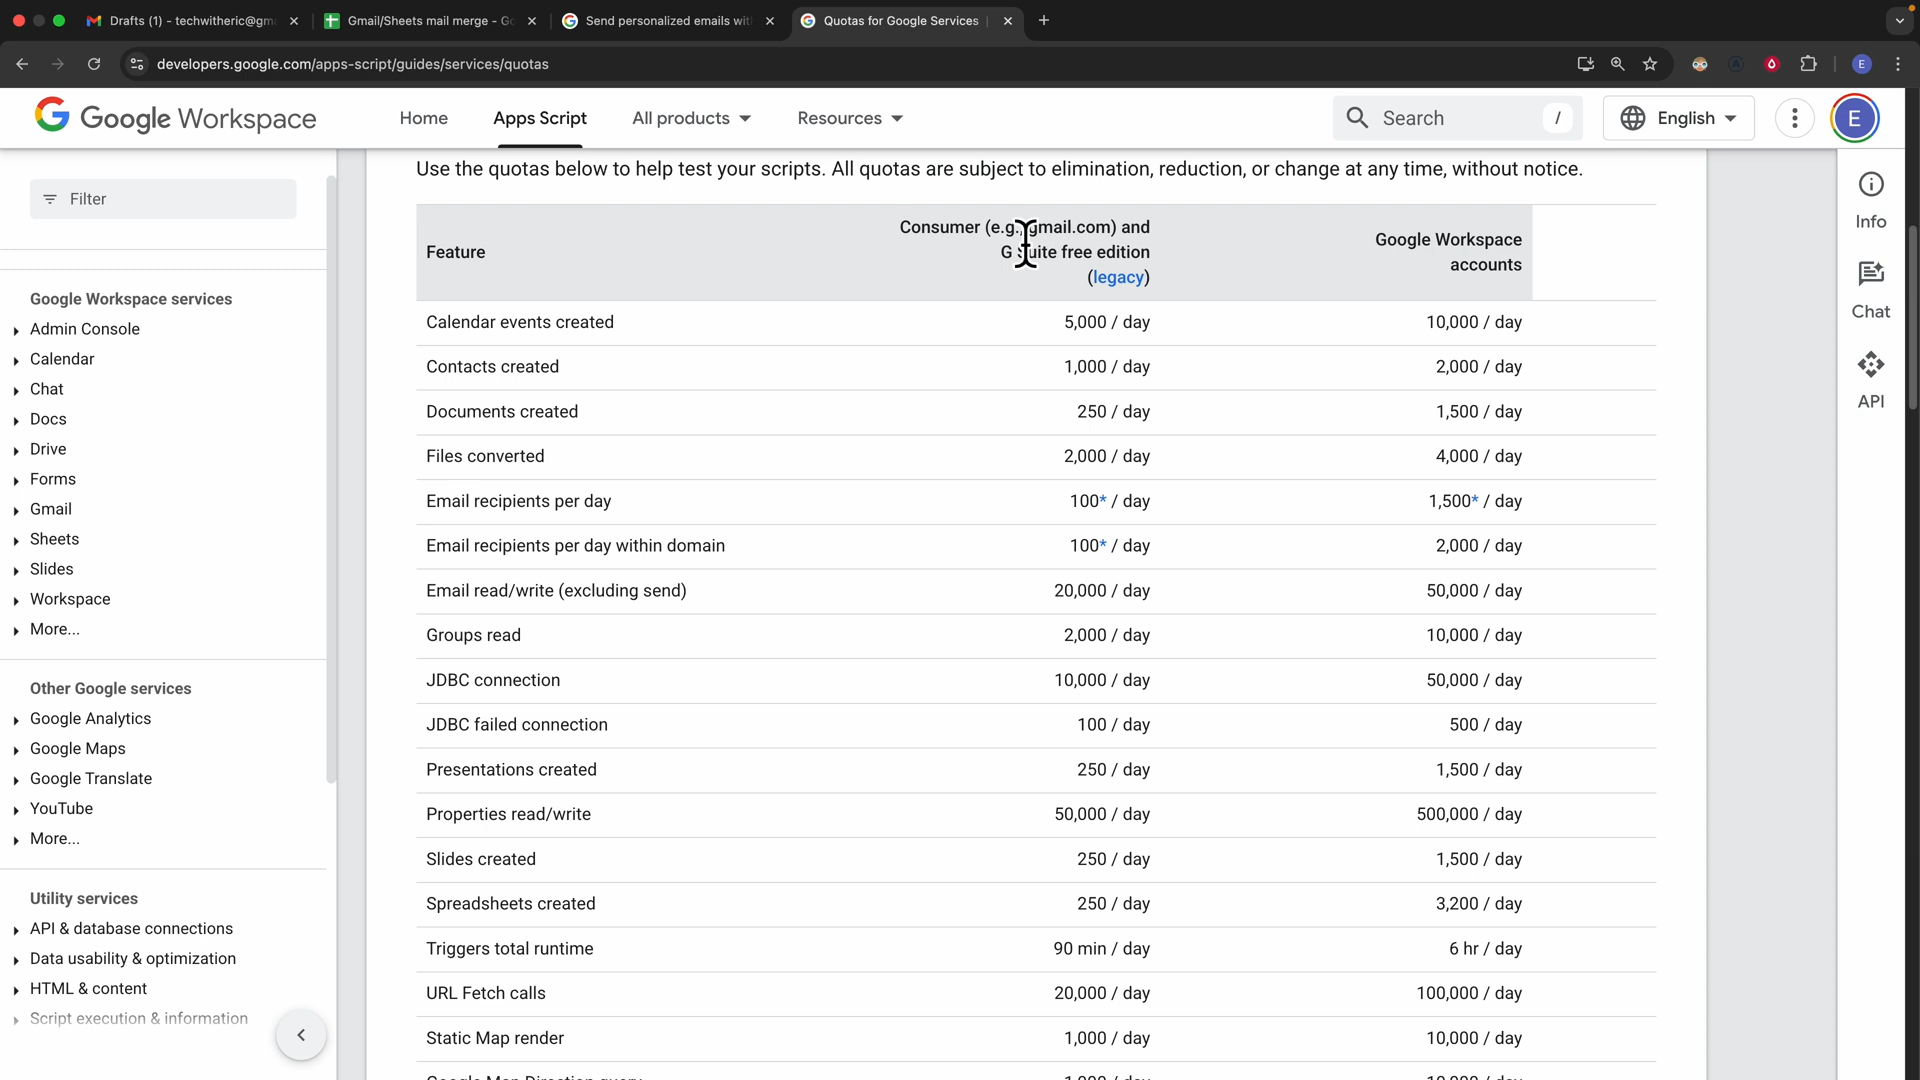 Drafts (1) - techwitheric@gm
Gmail/Sheets mail merge - Go
Send personalized emails wit
Quotas for Google Services
developers.google.com/apps-script/guides/services/quotas
E
Google Workspace
Home
Apps Script
All products
Resources
Search
/
English
E
Filter
Google Workspace services
Admin Console
Calendar
Chat
Docs
Drive
Forms
Gmail
Sheets
Slides
Workspace
More...
Other Google services
Google Analytics
Google Maps
Google Translate
YouTube
More...
Utility services
API & database connections
Data usability & optimization
HTML & content
Script execution & information
Use the quotas below to help test your scripts. All quotas are subject to elimination, reduction, or change at any time, without notice.
Feature
Consumer (e.g., gmail.com) and
G Suite free edition
(legacy)
Google Workspace
accounts
Calendar events created 5,000 / day 10,000 / day
Contacts created 1,000 / day 2,000 / day
Documents created 250 / day 1,500 / day
Files converted 2,000 / day 4,000 / day
Email recipients per day 100* / day 1,500* / day
Email recipients per day within domain 100* / day 2,000 / day
Email read/write (excluding send) 20,000 / day 50,000 / day
Groups read 2,000 / day 10,000 / day
JDBC connection 10,000 / day 50,000 / day
JDBC failed connection 100 / day 500 / day
Presentations created 250 / day 1,500 / day
Properties read/write 50,000 / day 500,000 / day
Slides created 250 / day 1,500 / day
Spreadsheets created 250 / day 3,200 / day
Triggers total runtime 90 min / day 6 hr / day
URL Fetch calls 20,000 / day 100,000 / day
Static Map render 1,000 / day 10,000 / day
Info
Chat
API